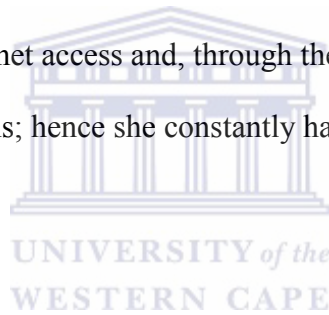 net access and, through the
s; hence she constantly ha
UNIVERSITY of the
WESTERN CAPE